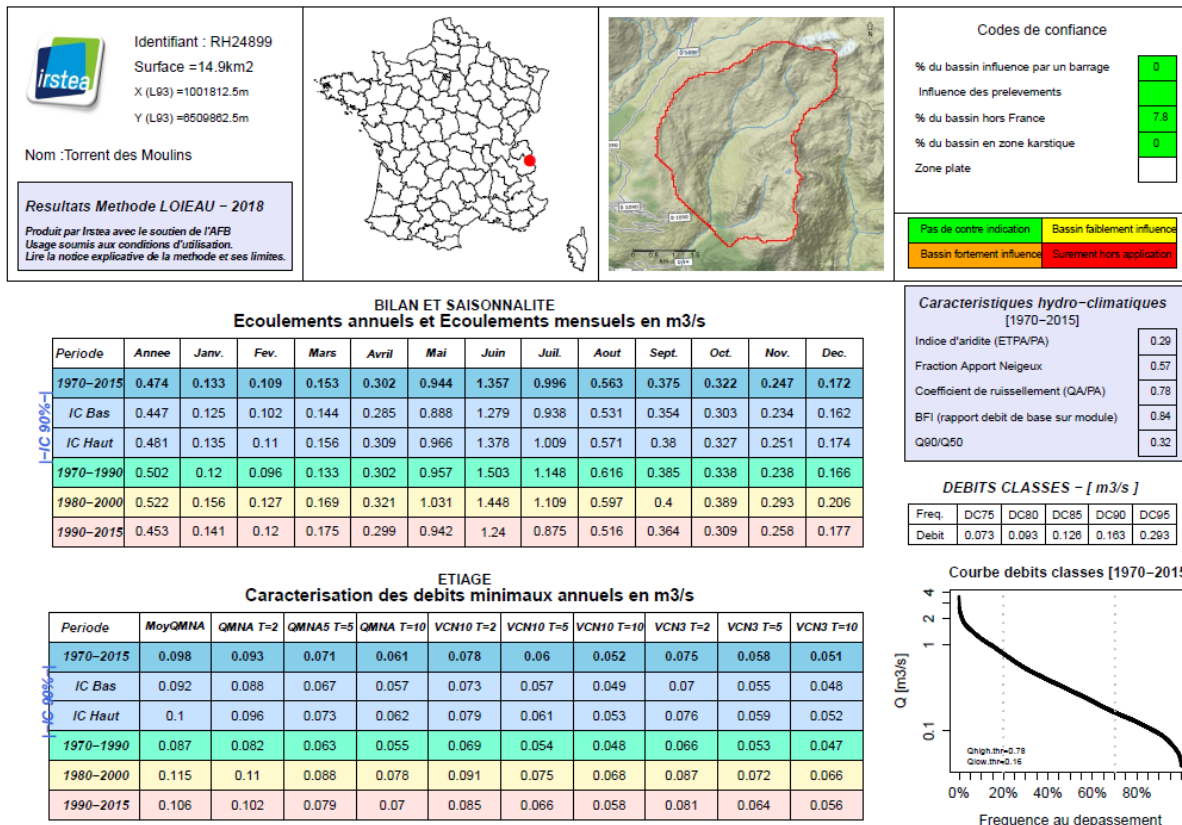 irstea
Identifiant : RH24899
Surface =14.9km2
X (L93) =1001812.5m
Y (L93) =6509862.5m
Nom :Torrent des Moulins
Resultats Methode LOIEAU − 2018
Produit par Irstea avec le soutien de l'AFB
Usage soumis aux conditions d'utilisation.
Lire la notice explicative de la methode et ses limites.
D 1090
Codes de confiance
% du bassin influence par un barrage 0
Influence des prelevements
% du bassin hors France 7.8
% du bassin en zone karstique 0
Zone plate
Pas de contre indication Bassin faiblement influence
Bassin fortement influence Surement hors application
BILAN ET SAISONNALITE
Ecoulements annuels et Ecoulements mensuels en m3/s
Periode Annee Janv. Fev. Mars Avril Mai Juin Juil. Aout Sept. Oct. Nov. Dec.
1970−2015 0.474 0.133 0.109 0.153 0.302 0.944 1.357 0.996 0.563 0.375 0.322 0.247 0.172
IC Bas 0.447 0.125 0.102 0.144 0.285 0.888 1.279 0.938 0.531 0.354 0.303 0.234 0.162
IC Haut 0.481 0.135 0.11 0.156 0.309 0.966 1.378 1.009 0.571 0.38 0.327 0.251 0.174
1970−1990 0.502 0.12 0.096 0.133 0.302 0.957 1.503 1.148 0.616 0.385 0.338 0.238 0.166
1980−2000 0.522 0.156 0.127 0.169 0.321 1.031 1.448 1.109 0.597 0.4 0.389 0.293 0.206
1990−2015 0.453 0.141 0.12 0.175 0.299 0.942 1.24 0.875 0.516 0.364 0.309 0.258 0.177
|−IC 90%−|
Caracteristiques hydro−climatiques
[1970−2015]
Indice d'aridite (ETPA/PA) 0.29
Fraction Apport Neigeux 0.57
Coefficient de ruissellement (QA/PA) 0.78
BFI (rapport debit de base sur module) 0.84
Q90/Q50 0.32
DEBITS CLASSES − [ m3/s ]
Freq. DC75 DC80 DC85 DC90 DC95
Debit 0.073 0.093 0.126 0.163 0.293
ETIAGE
Caracterisation des debits minimaux annuels en m3/s
Periode MoyQMNA QMNA T=2 QMNA5 T=5 QMNA T=10 VCN10 T=2 VCN10 T=5 VCN10 T=10 VCN3 T=2 VCN3 T=5 VCN3 T=10
1970−2015 0.098 0.093 0.071 0.061 0.078 0.06 0.052 0.075 0.058 0.051
IC Bas 0.092 0.088 0.067 0.057 0.073 0.057 0.049 0.07 0.055 0.048
IC Haut 0.1 0.096 0.073 0.062 0.079 0.061 0.053 0.076 0.059 0.052
1970−1990 0.087 0.082 0.063 0.055 0.069 0.054 0.048 0.066 0.053 0.047
1980−2000 0.115 0.11 0.088 0.078 0.091 0.075 0.068 0.087 0.072 0.066
1990−2015 0.106 0.102 0.079 0.07 0.085 0.066 0.058 0.081 0.064 0.056
|−IC 90%−|
Courbe debits classes [1970−2015
Q [m3/s]
4
2
1
0.1
Qhigh.thr=0.78
Qlow.thr=0.16
0% 20% 40% 60% 80%
Frequence au depassement